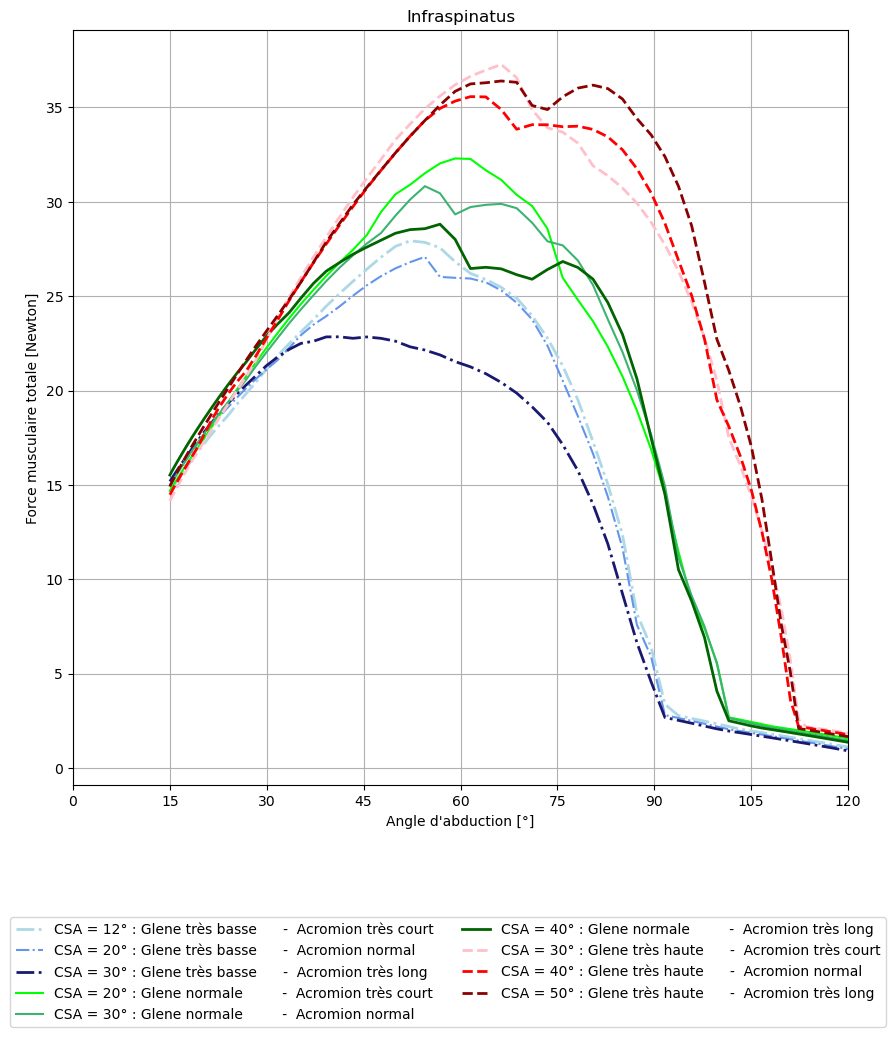 Infraspinatus
Force musculaire totale [Newton]
35
30
25
20
15
10
5
0
0 15 30 45 60 75 90 105 120
Angle d'abduction [°]
CSA = 12° : Glene très basse - Acromion très court
CSA = 20° : Glene très basse - Acromion normal
CSA = 30° : Glene très basse - Acromion très long
CSA = 20° : Glene normale - Acromion très court
CSA = 30° : Glene normale - Acromion normal
CSA = 40° : Glene normale - Acromion très long
CSA = 30° : Glene très haute - Acromion très court
CSA = 40° : Glene très haute - Acromion normal
CSA = 50° : Glene très haute - Acromion très long